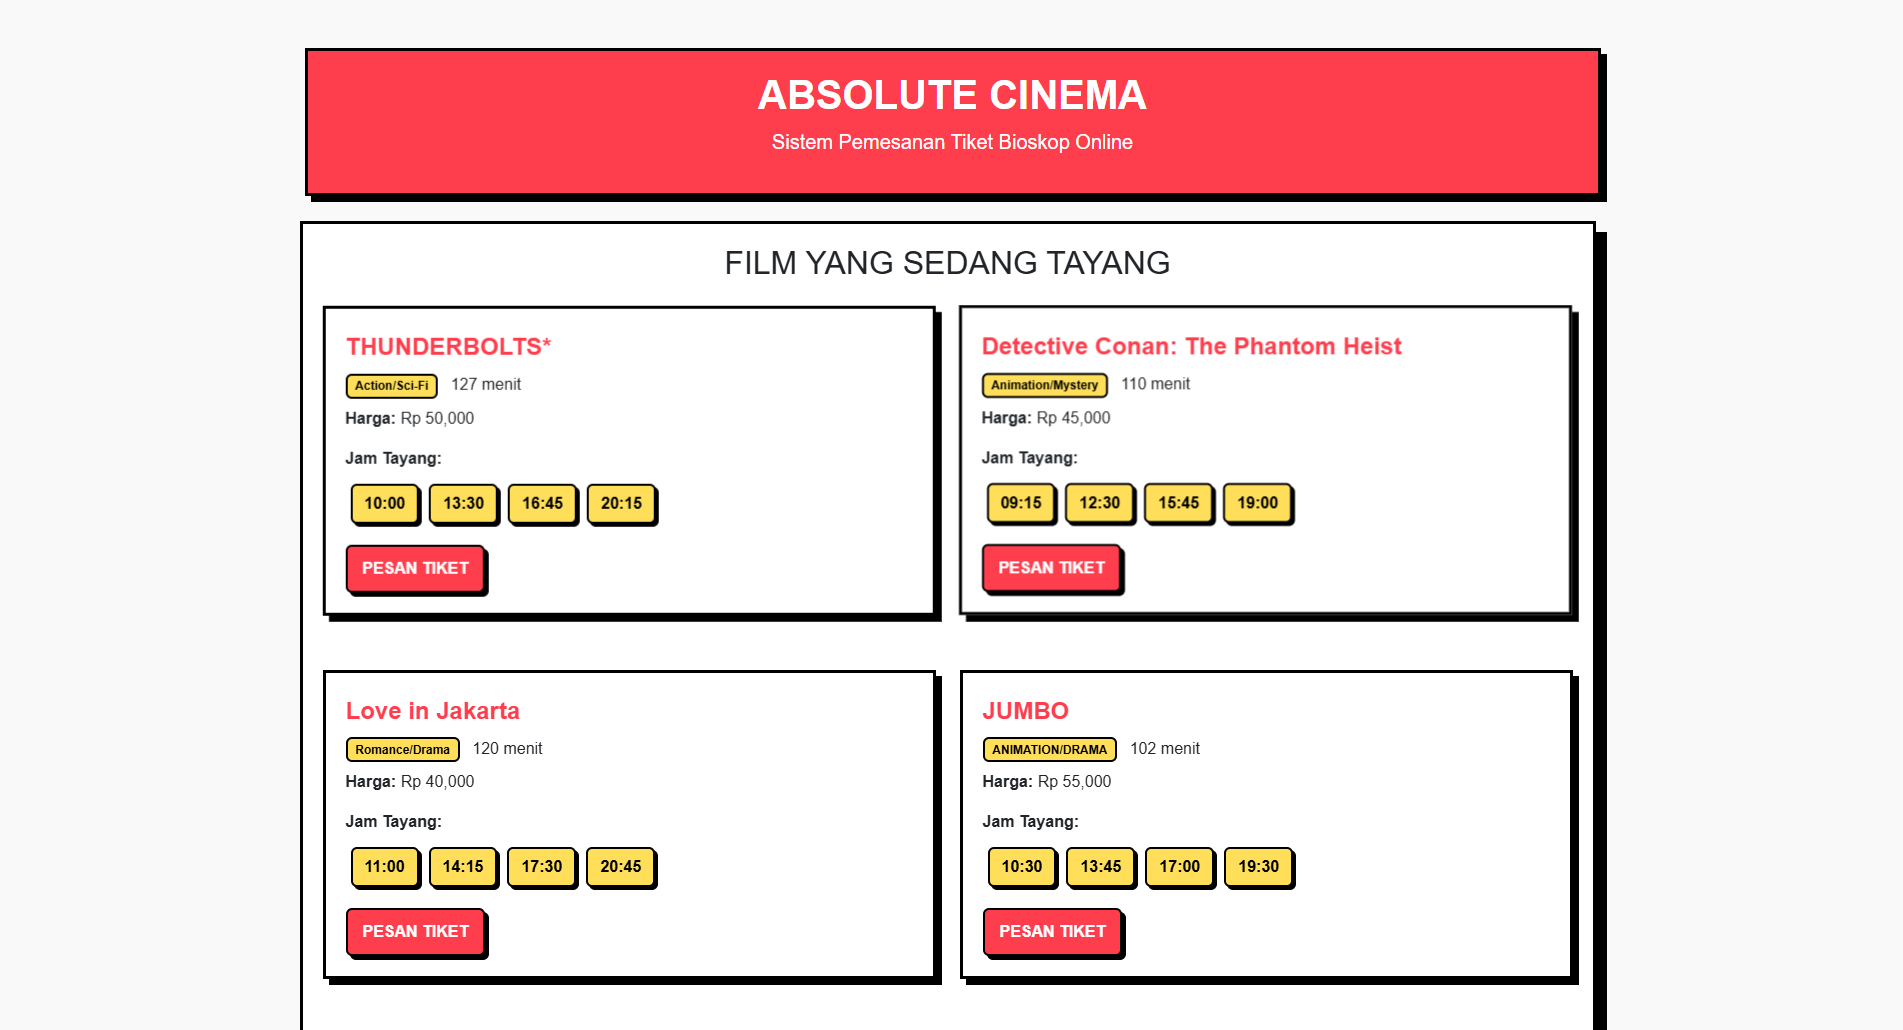 ABSOLUTE CINEMA
Sistem Pemesanan Tiket Bioskop Online
FILM YANG SEDANG TAYANG
THUNDERBOLTS*
Action/Sci-Fi 127 menit
Harga: Rp 50,000
Jam Tayang:
10:00 13:30 16:45 20:15
PESAN TIKET
Detective Conan: The Phantom Heist
Animation/Mystery 110 menit
Harga: Rp 45,000
Jam Tayang:
09:15 12:30 15:45 19:00
PESAN TIKET
Love in Jakarta
Romance/Drama 120 menit
Harga: Rp 40,000
Jam Tayang:
11:00 14:15 17:30 20:45
PESAN TIKET
JUMBO
ANIMATION/DRAMA 102 menit
Harga: Rp 55,000
Jam Tayang:
10:30 13:45 17:00 19:30
PESAN TIKET